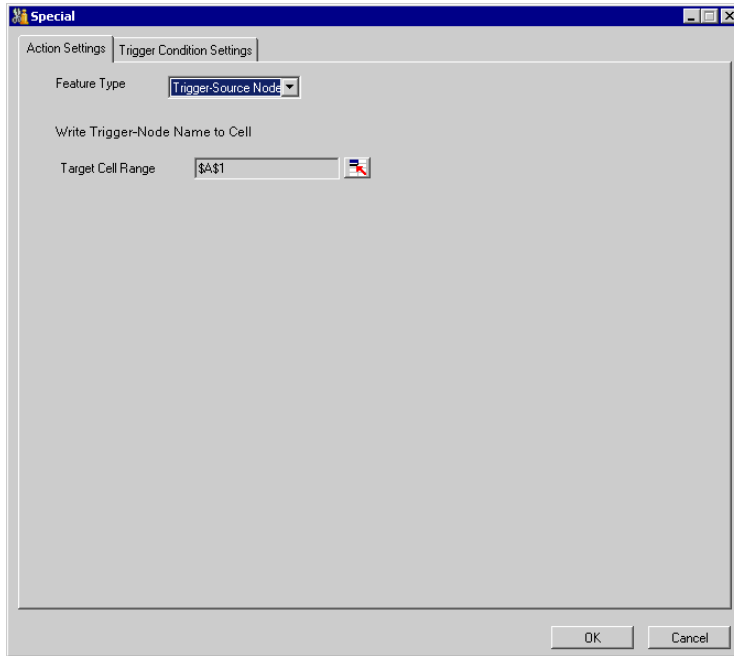 Special
Action Settings Trigger Condition Settings
Feature Type Trigger-Source Node
Write Trigger-Node Name to Cell
Target Cell Range $A$1
OK Cancel